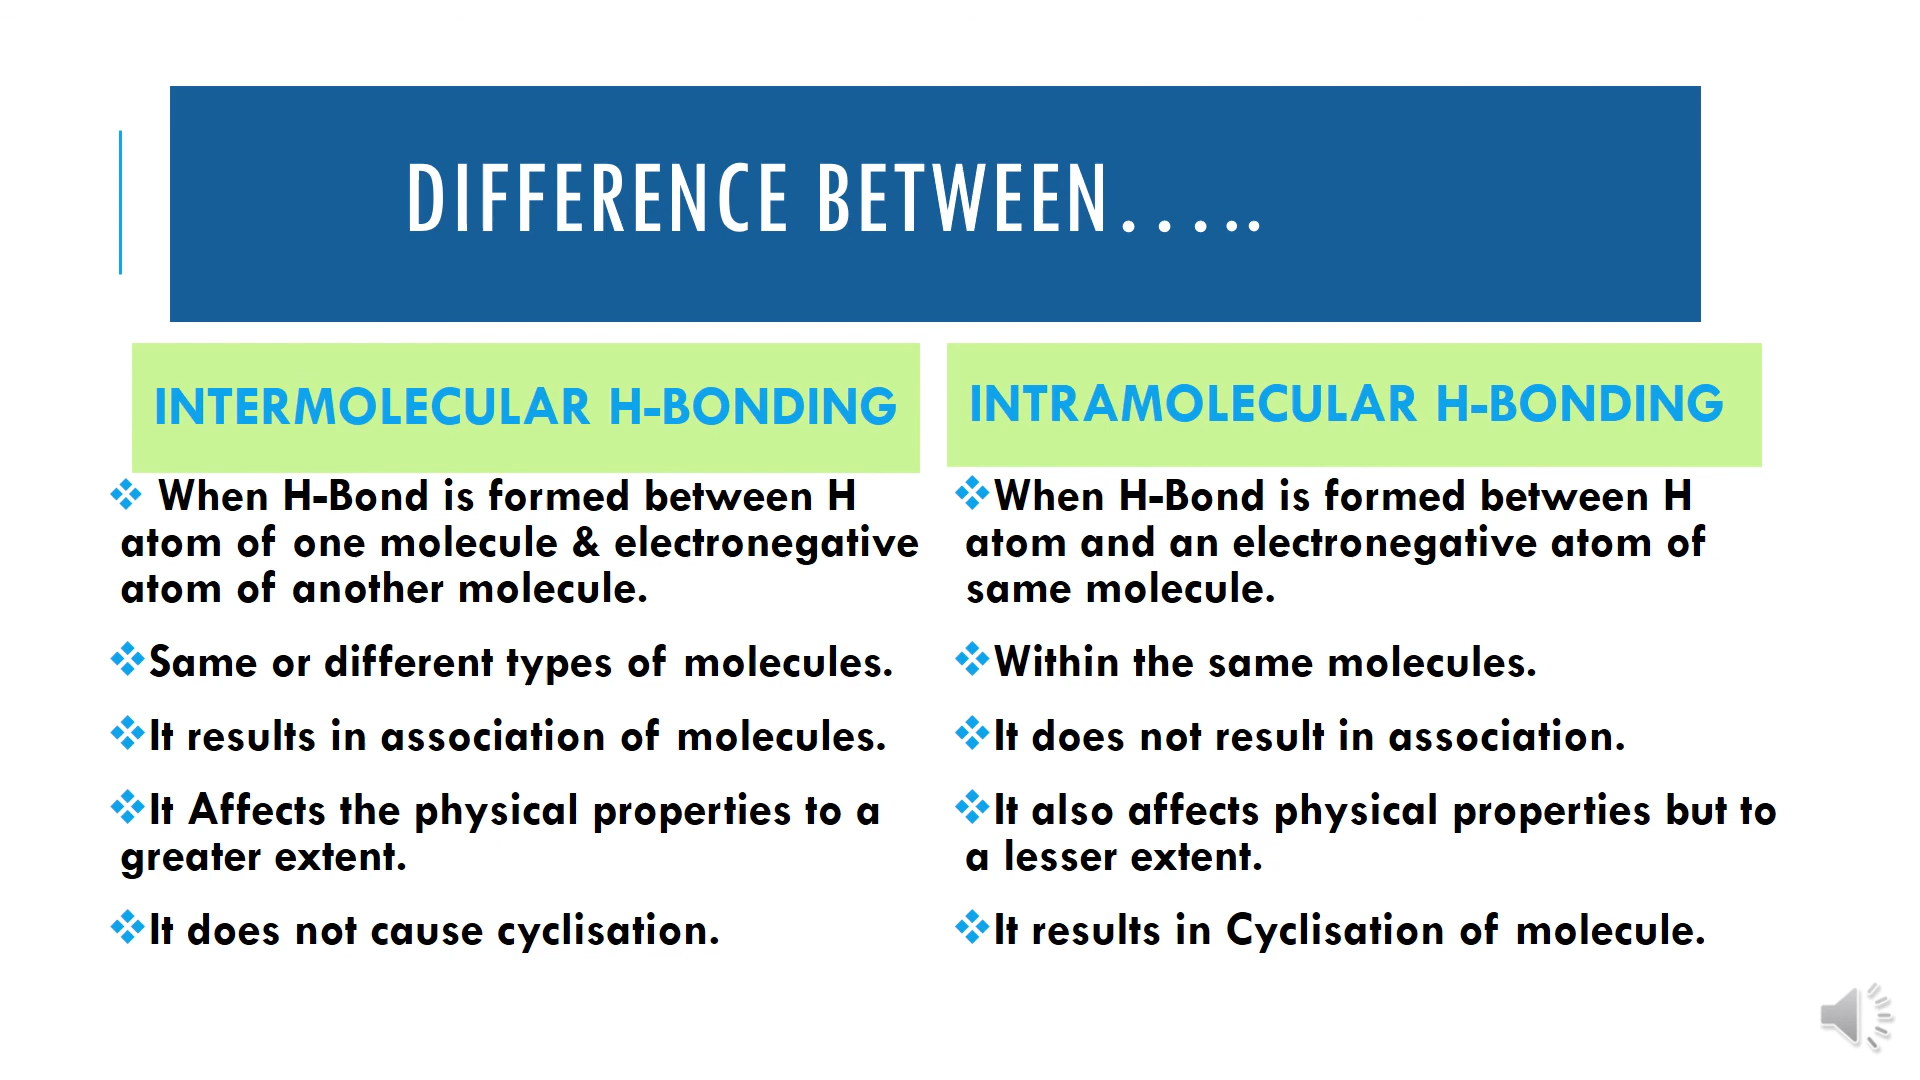 DIFFERENCE BETWEEN…..
INTERMOLECULAR H-BONDING
When H-Bond is formed between H
atom of one molecule & electronegative
atom of another molecule.
Same or different types of molecules.
It results in association of molecules.
It Affects the physical properties to a
greater extent.
It does not cause cyclisation.
INTRAMOLECULAR H-BONDING
When H-Bond is formed between H
atom and an electronegative atom of
same molecule.
Within the same molecules.
It does not result in association.
It also affects physical properties but to
a lesser extent.
It results in Cyclisation of molecule.